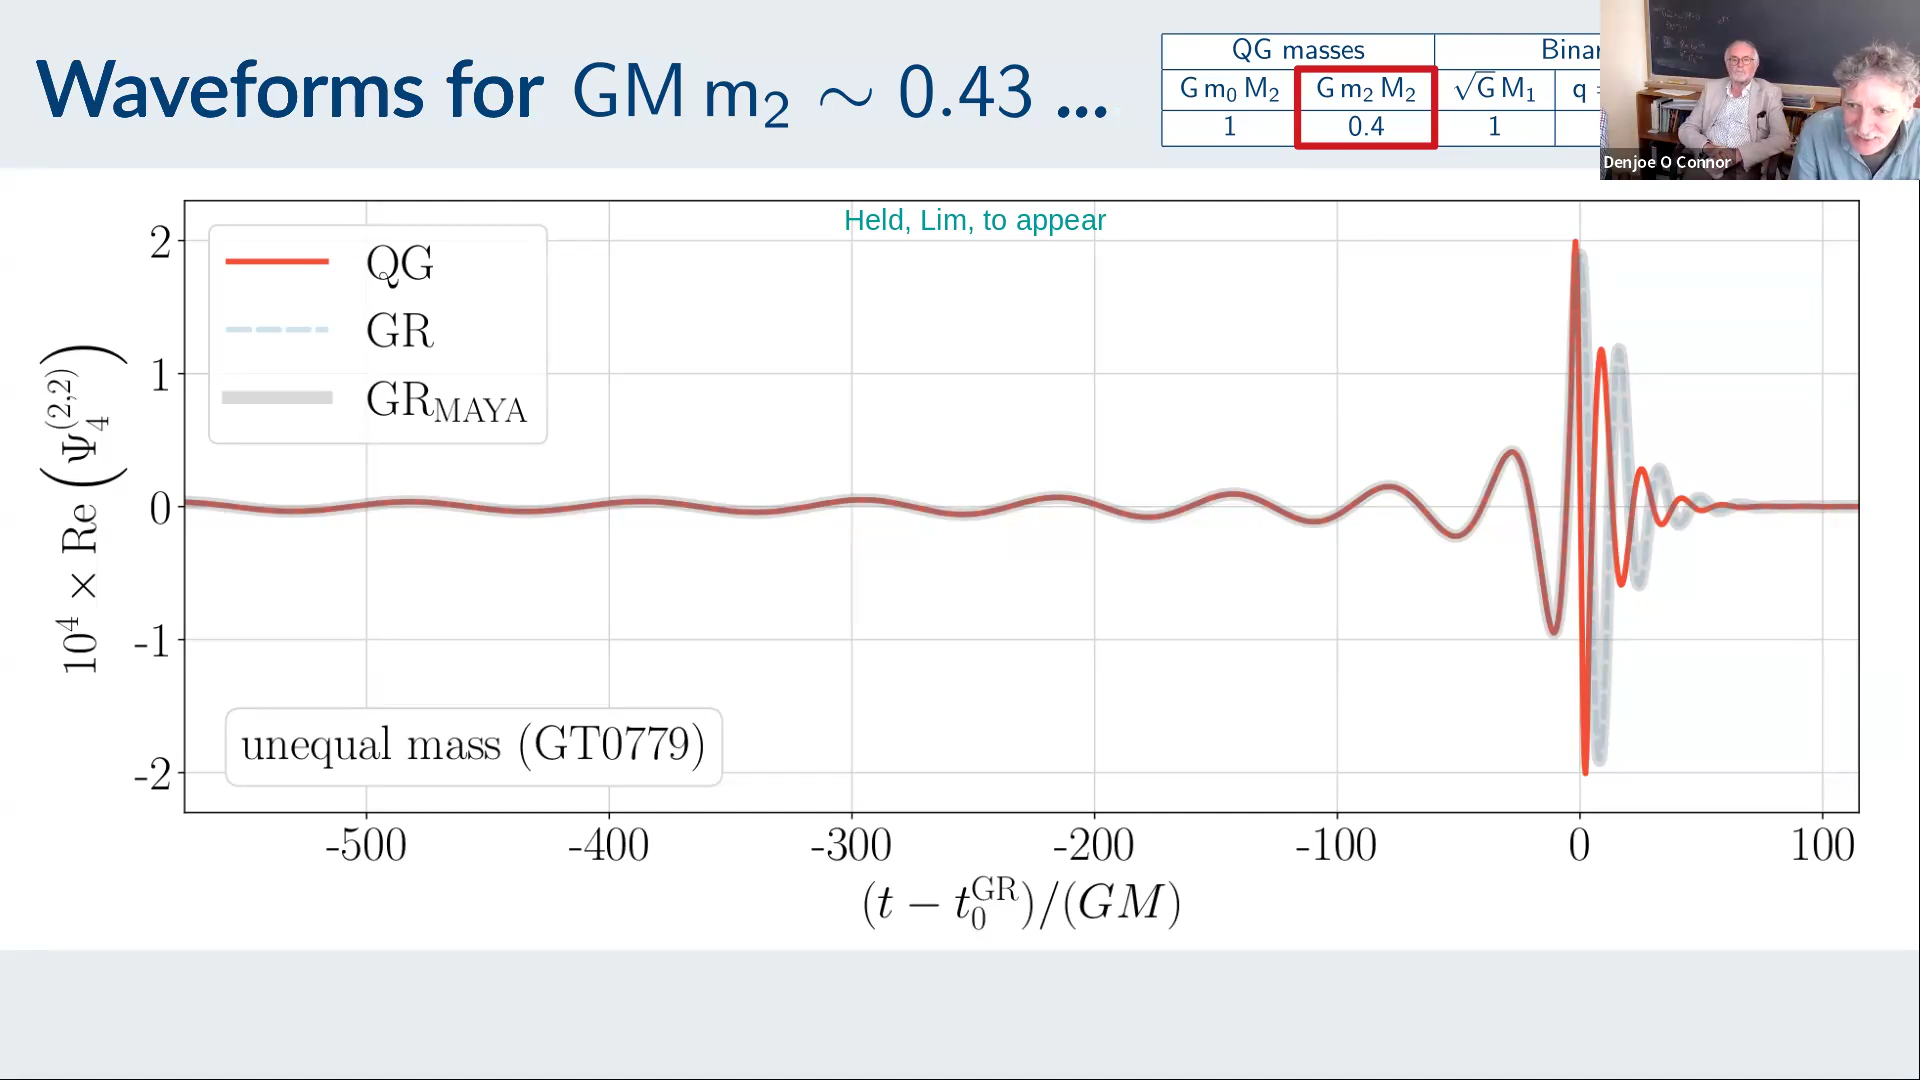 Waveforms for GM m₂ ∼ 0.43 ...
QG masses
G m₀ M₂ G m₂ M₂ √G M₁ q
1 0.4 1
Denjoe O Connor
Held, Lim, to appear
QG
GR
GR_MAYA
10⁴ × Re (Ψ₄^(2,2))
2
1
0
-1
-2
unequal mass (GT0779)
-500 -400 -300 -200 -100 0 100
(t − t₀^GR)/(GM)